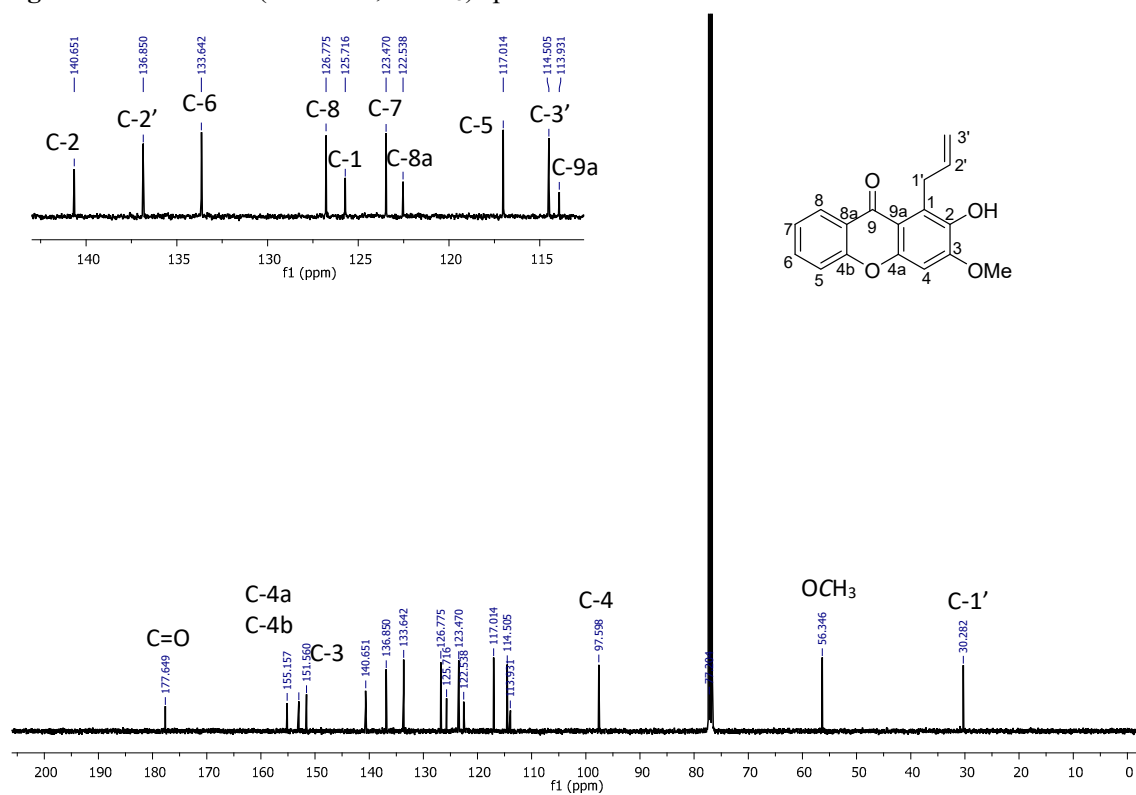 140.651
136.850
133.642
126.775
125.716
123.470
122.538
117.014
114.505
113.931
C-2
C-2’
C-6
C-8
C-1
C-7
C-8a
C-5
C-3’
C-9a
140 135 130 125 120 115
f1 (ppm)
3'
2'
1'
O
8
8a
9a
1
OH
7
9
2
6
4b
O
4a
3
5
4
OMe
C=O
177.649
C-4a
C-4b
155.157
151.560
C-3
140.651
136.850
133.642
126.775
125.716
123.470
122.538
117.014
114.505
113.931
C-4
97.598
OCH₃
56.346
C-1’
30.282
200 190 180 170 160 150 140 130 120 110 100 90 80 70 60 50 40 30 20 10 0
f1 (ppm)